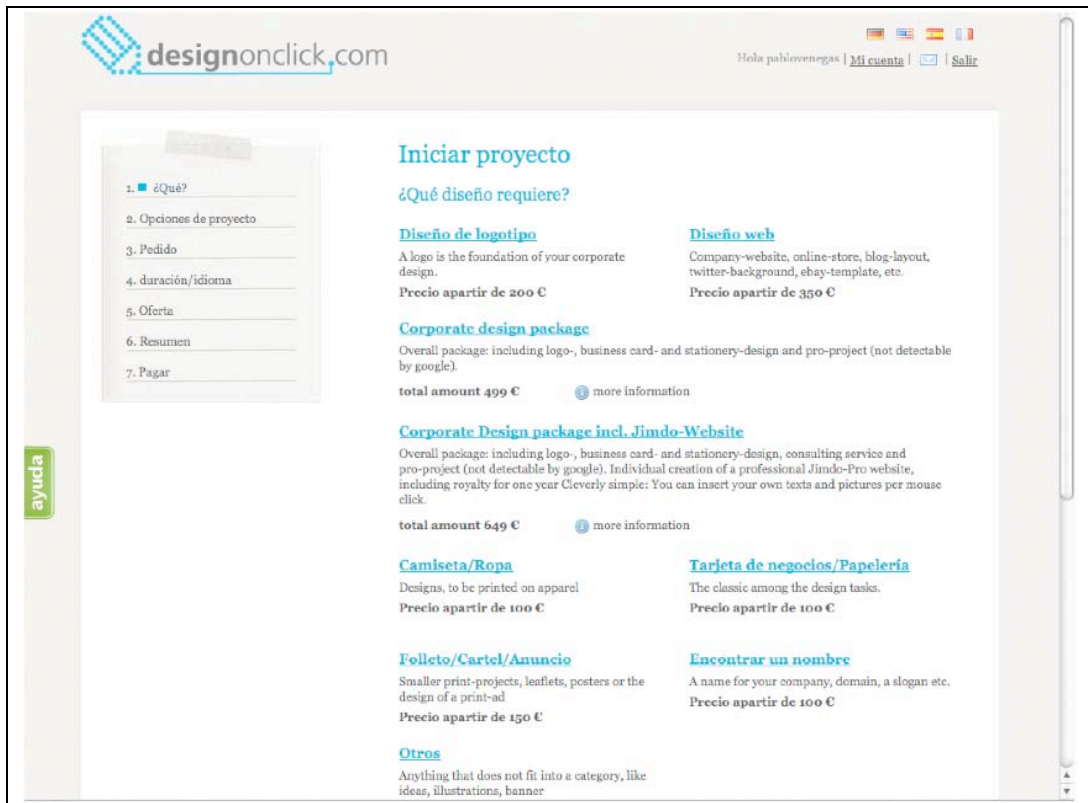 designonclick.com
Hola pablovenegas | Mi cuenta | | Salir
1. ¿Qué?
2. Opciones de proyecto
3. Pedido
4. duración/idioma
5. Oferta
6. Resumen
7. Pagar
ayuda
Iniciar proyecto
¿Qué diseño requiere?
Diseño de logotipo
A logo is the foundation of your corporate
design.
Precio apartir de 200 €
Diseño web
Company-website, online-store, blog-layout,
twitter-background, ebay-template, etc.
Precio apartir de 350 €
Corporate design package
Overall package: including logo-, business card- and stationery-design and pro-project (not detectable
by google).
total amount 499 €
more information
Corporate Design package incl. Jimdo-Website
Overall package: including logo-, business card- and stationery-design, consulting service and
pro-project (not detectable by google). Individual creation of a professional Jimdo-Pro website,
including royalty for one year Cleverly simple: You can insert your own texts and pictures per mouse
click.
total amount 649 €
more information
Camiseta/Ropa
Designs, to be printed on apparel
Precio apartir de 100 €
Tarjeta de negocios/Papelería
The classic among the design tasks.
Precio apartir de 100 €
Folleto/Cartel/Anuncio
Smaller print-projects, leaflets, posters or the
design of a print-ad
Precio apartir de 150 €
Encontrar un nombre
A name for your company, domain, a slogan etc.
Precio apartir de 100 €
Otros
Anything that does not fit into a category, like
ideas, illustrations, banner